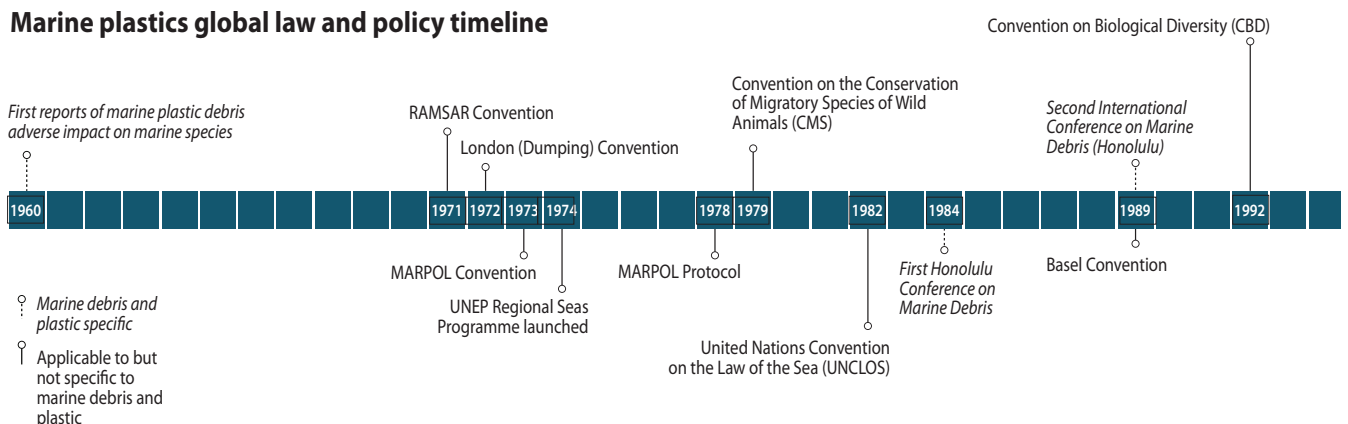 Marine plastics global law and policy timeline
Convention on Biological Diversity (CBD)
First reports of marine plastic debris
adverse impact on marine species
RAMSAR Convention
London (Dumping) Convention
Convention on the Conservation
of Migratory Species of Wild
Animals (CMS)
Second International
Conference on Marine
Debris (Honolulu)
1960 1971 1972 1973 1974 1978 1979 1982 1984 1989 1992
MARPOL Convention
UNEP Regional Seas
Programme launched
MARPOL Protocol
United Nations Convention
on the Law of the Sea (UNCLOS)
First Honolulu
Conference on
Marine Debris
Basel Convention
Marine debris and
plastic specific
Applicable to but
not specific to
marine debris and
plastic